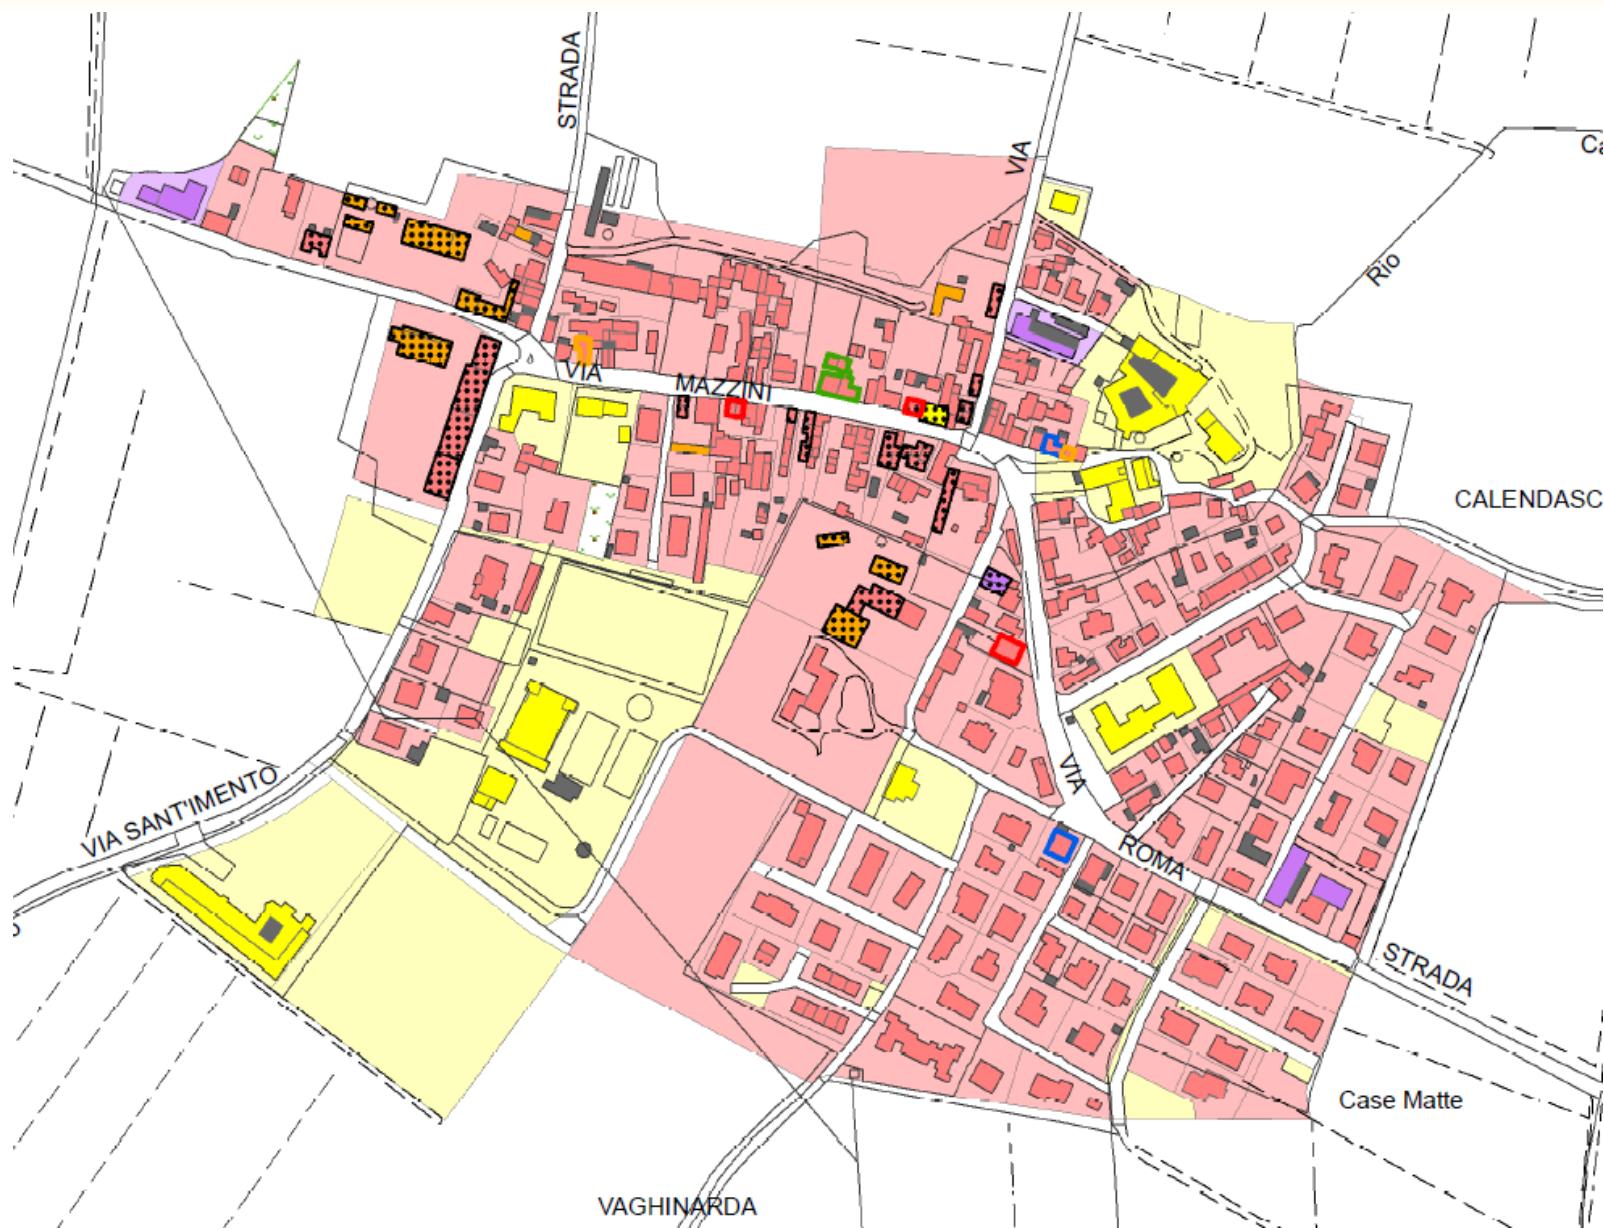 STRADA
VIA
Ca
Rio
VIA
MAZZINI
CALENDASC
VIA
VIA SANT'IMENTO
ROMA
STRADA
Case Matte
VAGHINARDA